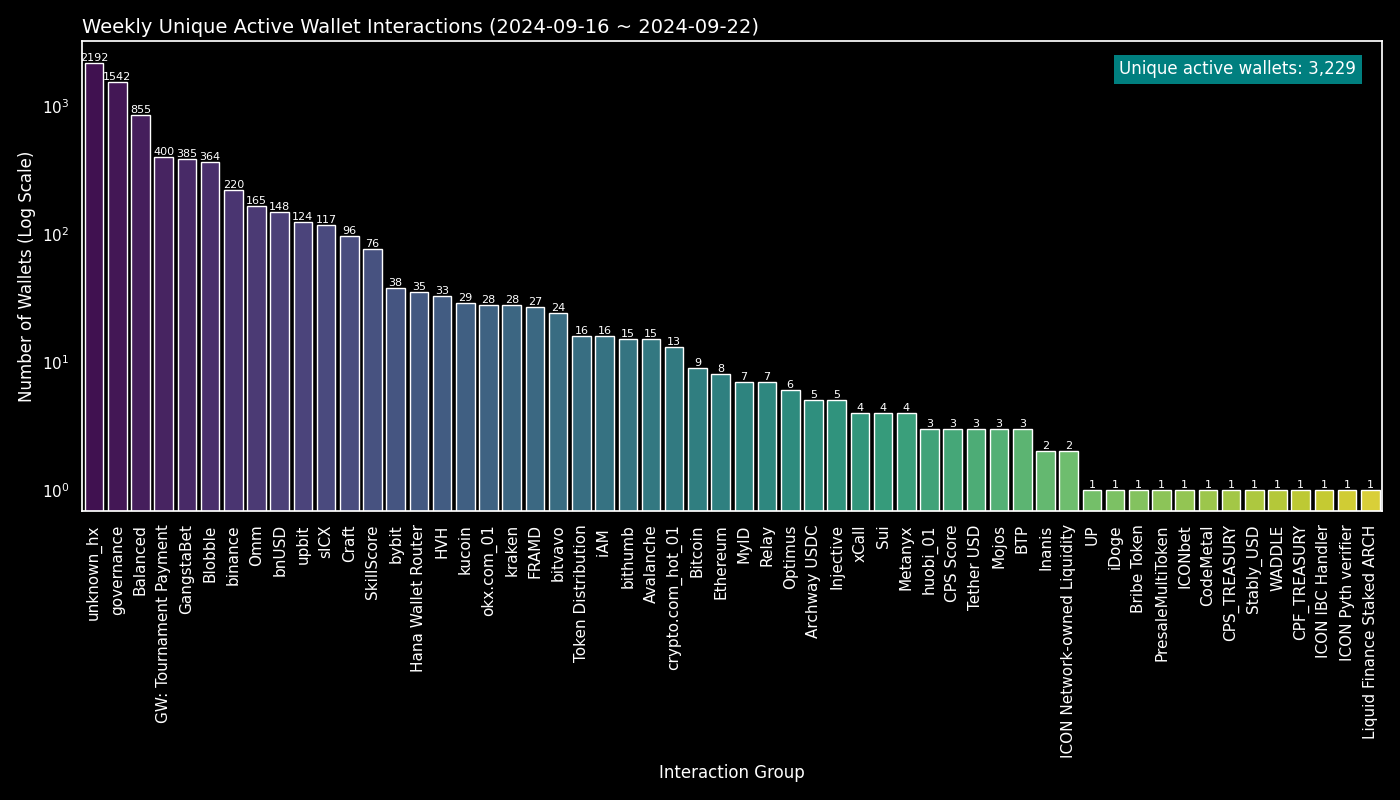 Weekly Unique Active Wallet Interactions (2024-09-16 ~ 2024-09-22)
Unique active wallets: 3,229
Number of Wallets (Log Scale)
10³
10²
10¹
10⁰
2192
1542
855
400
385
364
220
165
148
124
117
96
76
38
35
33
29
28
28
27
24
16
16
15
15
13
9
8
7
7
6
5
5
4
4
4
3
3
3
3
3
2
2
1
1
1
1
1
1
1
1
1
1
1
1
1
unknown_hx
governance
Balanced
GW: Tournament Payment
GangstaBet
Blobble
binance
Omm
bnUSD
upbit
sICX
Craft
SkillScore
bybit
Hana Wallet Router
HVH
kucoin
okx.com_01
kraken
FRAMD
bitvavo
Token Distribution
iAM
bithumb
Avalanche
crypto.com_hot_01
Bitcoin
Ethereum
MyID
Relay
Optimus
Archway USDC
Injective
xCall
Sui
Metanyx
huobi_01
CPS Score
Tether USD
Mojos
BTP
Inanis
ICON Network-owned Liquidity
UP
iDoge
Bribe Token
PresaleMultiToken
ICONbet
CodeMetal
CPS_TREASURY
Stably_USD
WADDLE
CPF_TREASURY
ICON IBC Handler
ICON Pyth verifier
Liquid Finance Staked ARCH
Interaction Group